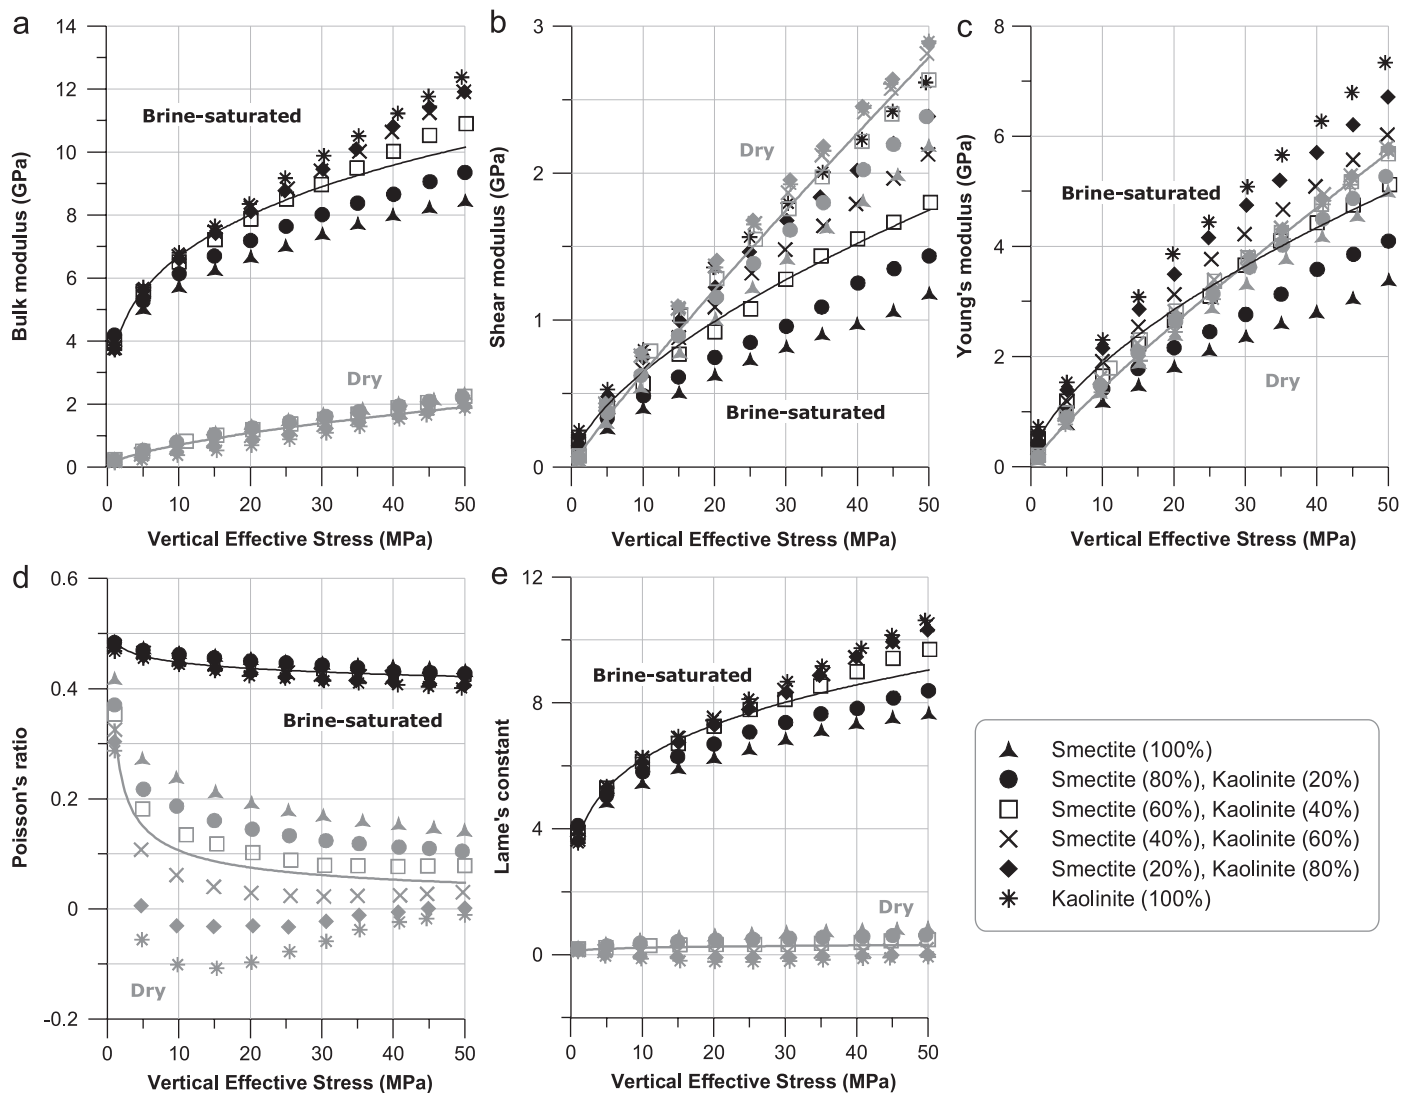 a
14
12
10
8
6
4
2
0
Bulk modulus (GPa)
Brine-saturated
Dry
0 10 20 30 40 50
Vertical Effective Stress (MPa)
b
3
2
1
0
Shear modulus (GPa)
Dry
Brine-saturated
0 10 20 30 40 50
Vertical Effective Stress (MPa)
c
8
6
4
2
0
Young's modulus (GPa)
Brine-saturated
Dry
0 10 20 30 40 50
Vertical Effective Stress (MPa)
d
0.6
0.4
0.2
0
-0.2
Poisson's ratio
Brine-saturated
Dry
0 10 20 30 40 50
Vertical Effective Stress (MPa)
e
12
8
4
0
Lame's constant
Brine-saturated
Dry
0 10 20 30 40 50
Vertical Effective Stress (MPa)
Smectite (100%)
Smectite (80%), Kaolinite (20%)
Smectite (60%), Kaolinite (40%)
Smectite (40%), Kaolinite (60%)
Smectite (20%), Kaolinite (80%)
Kaolinite (100%)